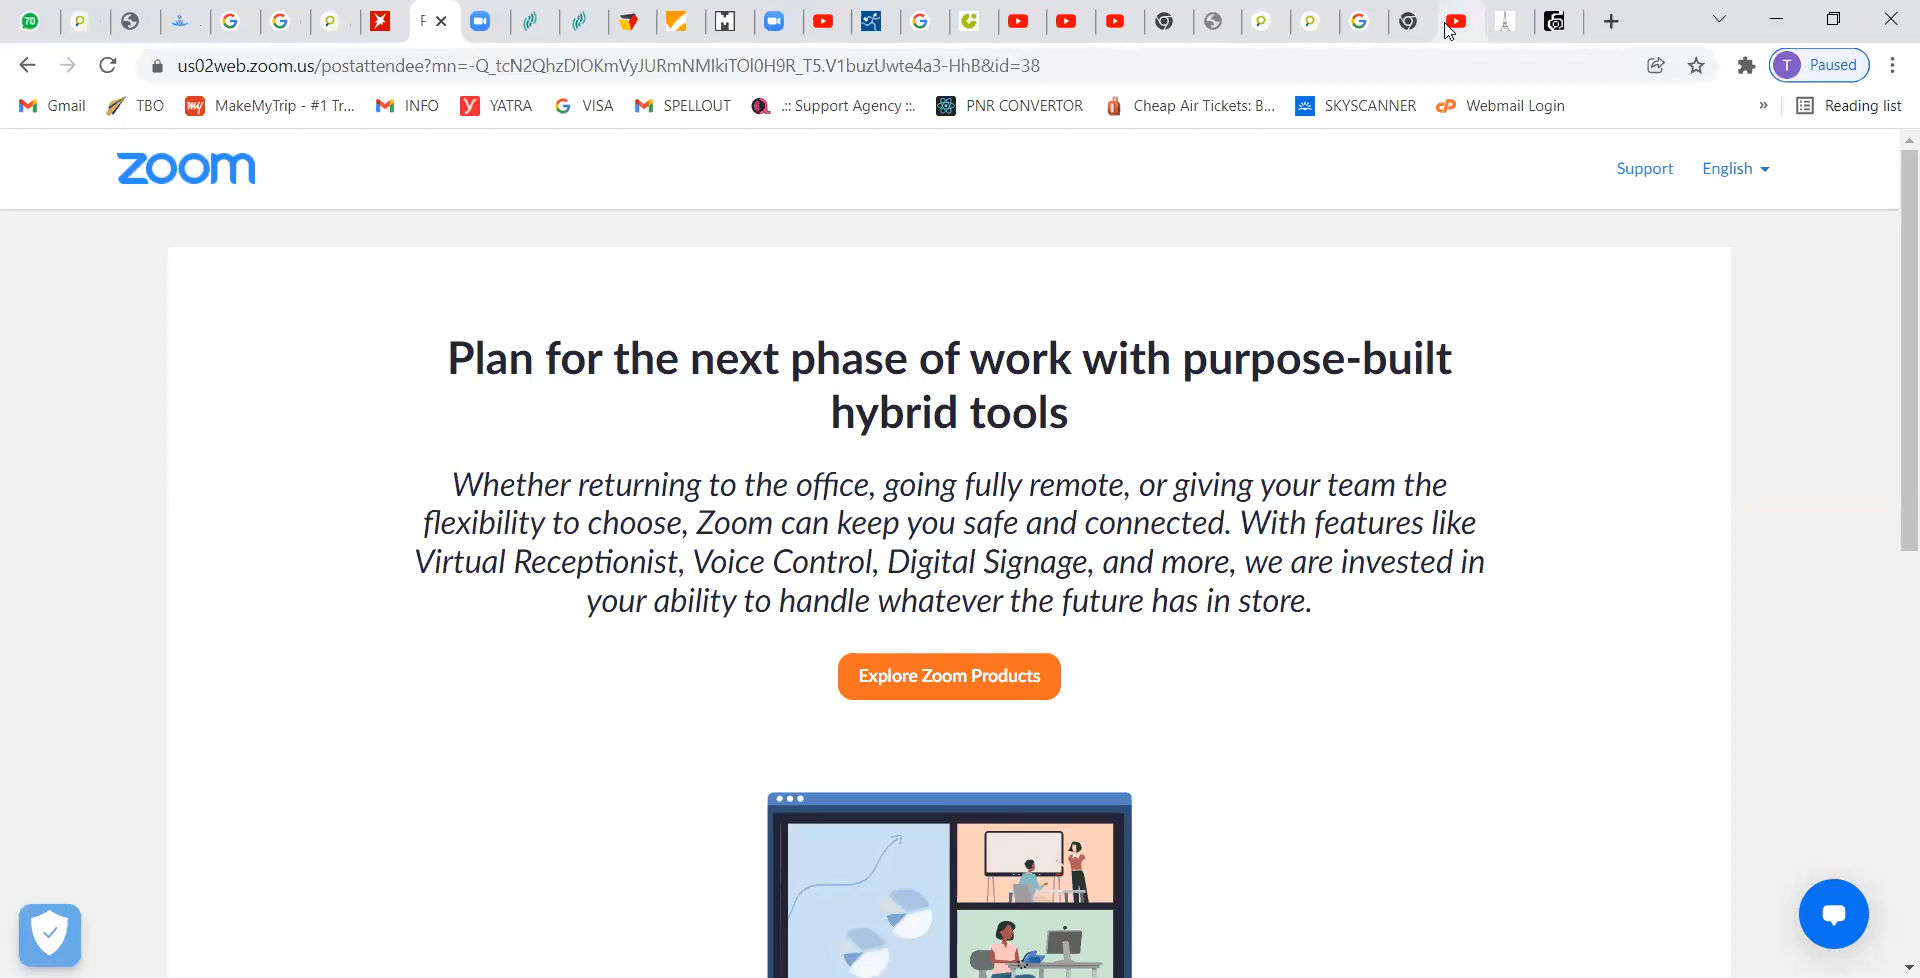 70
F
us02web.zoom.us/postattendee?mn=-Q_tcN2QhzDIOKmVyJURmNMIkiTOl0H9R_T5.V1buzUwte4a3-HhB&id=38
T Paused
Gmail TBO my MakeMyTrip - #1 Tr... INFO YATRA VISA SPELLOUT .:: Support Agency ::. PNR CONVERTOR Cheap Air Tickets: B... SKYSCANNER cP Webmail Login » Reading list
zoom
Support English
Plan for the next phase of work with purpose-built
hybrid tools
Whether returning to the office, going fully remote, or giving your team the
flexibility to choose, Zoom can keep you safe and connected. With features like
Virtual Receptionist, Voice Control, Digital Signage, and more, we are invested in
your ability to handle whatever the future has in store.
Explore Zoom Products